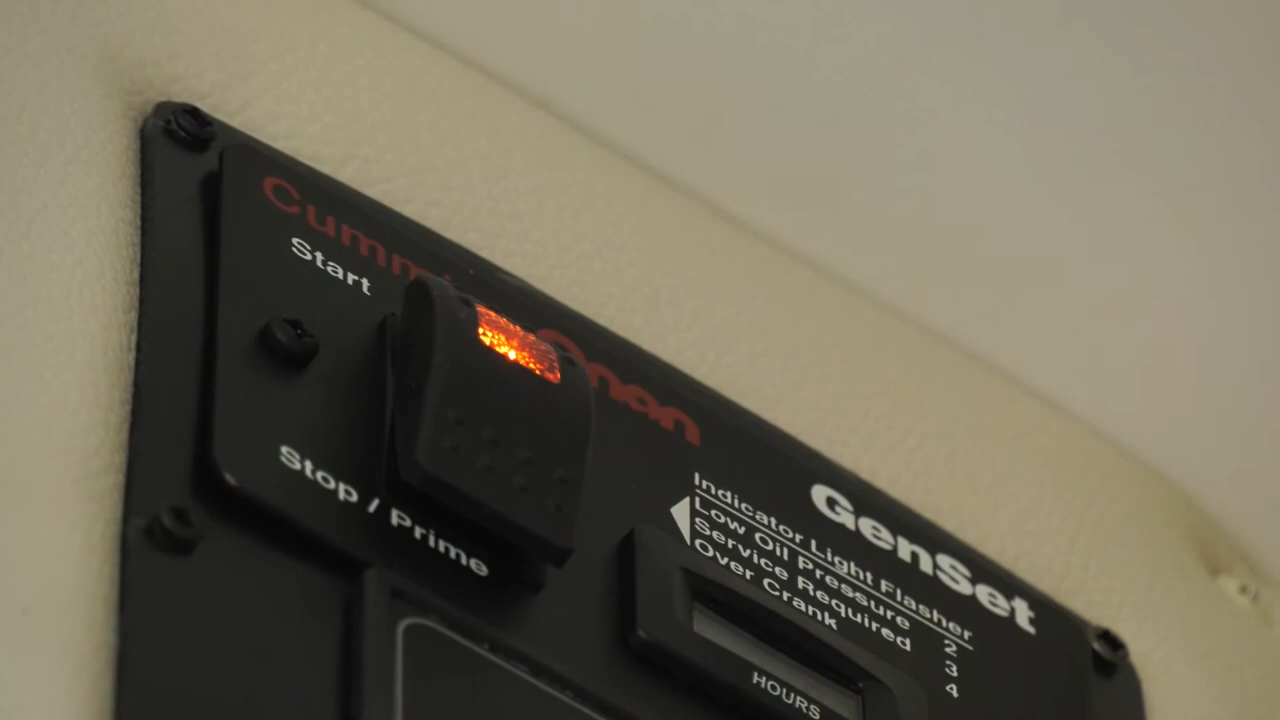 Cummins Onan
Start
Stop / Prime
GenSet
Indicator Light Flasher
Low Oil Pressure 2
Service Required 3
Over Crank 4
HOURS